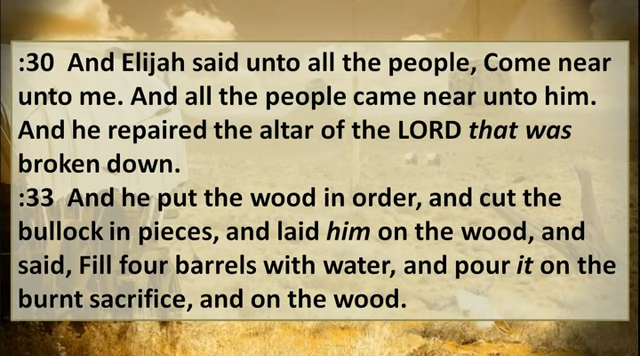 :30 And Elijah said unto all the people, Come near
unto me. And all the people came near unto him.
And he repaired the altar of the LORD that was
broken down.
:33 And he put the wood in order, and cut the
bullock in pieces, and laid him on the wood, and
said, Fill four barrels with water, and pour it on the
burnt sacrifice, and on the wood.